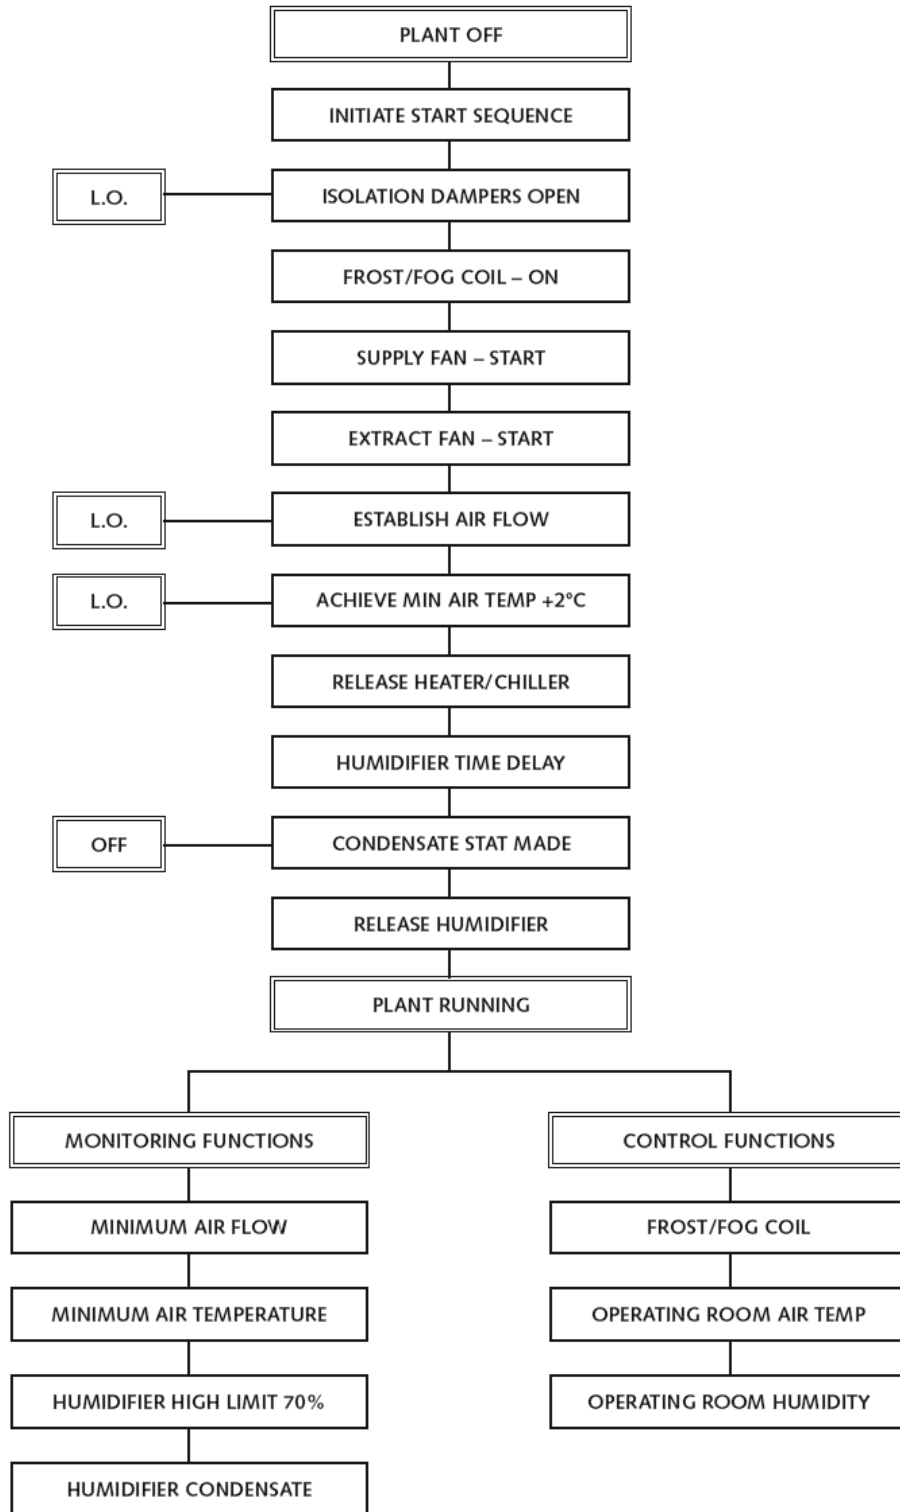 PLANT OFF
INITIATE START SEQUENCE
L.O.
ISOLATION DAMPERS OPEN
FROST/FOG COIL – ON
SUPPLY FAN – START
EXTRACT FAN – START
L.O.
ESTABLISH AIR FLOW
L.O.
ACHIEVE MIN AIR TEMP +2°C
RELEASE HEATER/CHILLER
HUMIDIFIER TIME DELAY
OFF
CONDENSATE STAT MADE
RELEASE HUMIDIFIER
PLANT RUNNING
MONITORING FUNCTIONS
CONTROL FUNCTIONS
MINIMUM AIR FLOW
FROST/FOG COIL
MINIMUM AIR TEMPERATURE
OPERATING ROOM AIR TEMP
HUMIDIFIER HIGH LIMIT 70%
OPERATING ROOM HUMIDITY
HUMIDIFIER CONDENSATE